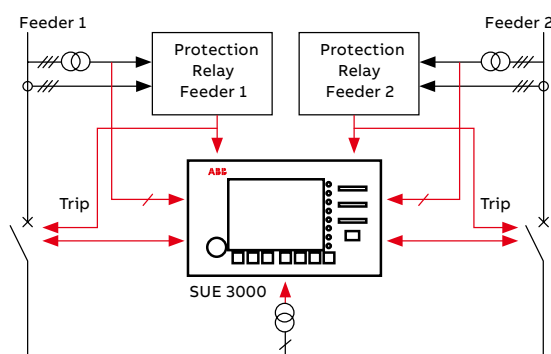 Feeder 1
Feeder 2
Protection
Relay
Feeder 1
Protection
Relay
Feeder 2
ABB
Trip
Trip
SUE 3000